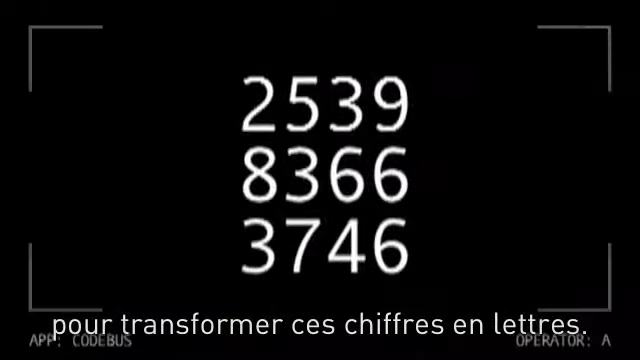 2539
8366
3746
pour transformer ces chiffres en lettres.
APP: CODEBUS
OPERATOR: A